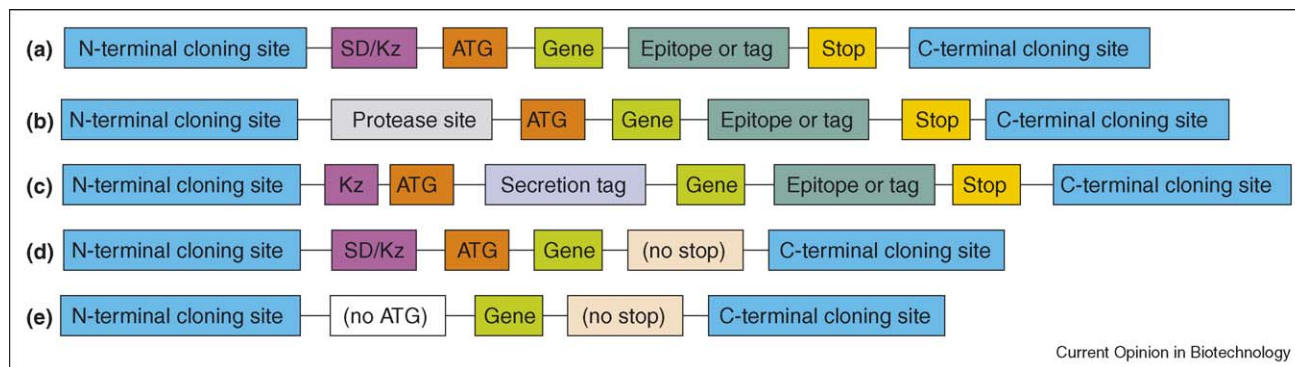 (a) N-terminal cloning site SD/Kz ATG Gene Epitope or tag Stop C-terminal cloning site
(b) N-terminal cloning site Protease site ATG Gene Epitope or tag Stop C-terminal cloning site
(c) N-terminal cloning site Kz ATG Secretion tag Gene Epitope or tag Stop C-terminal cloning site
(d) N-terminal cloning site SD/Kz ATG Gene (no stop) C-terminal cloning site
(e) N-terminal cloning site (no ATG) Gene (no stop) C-terminal cloning site
Current Opinion in Biotechnology